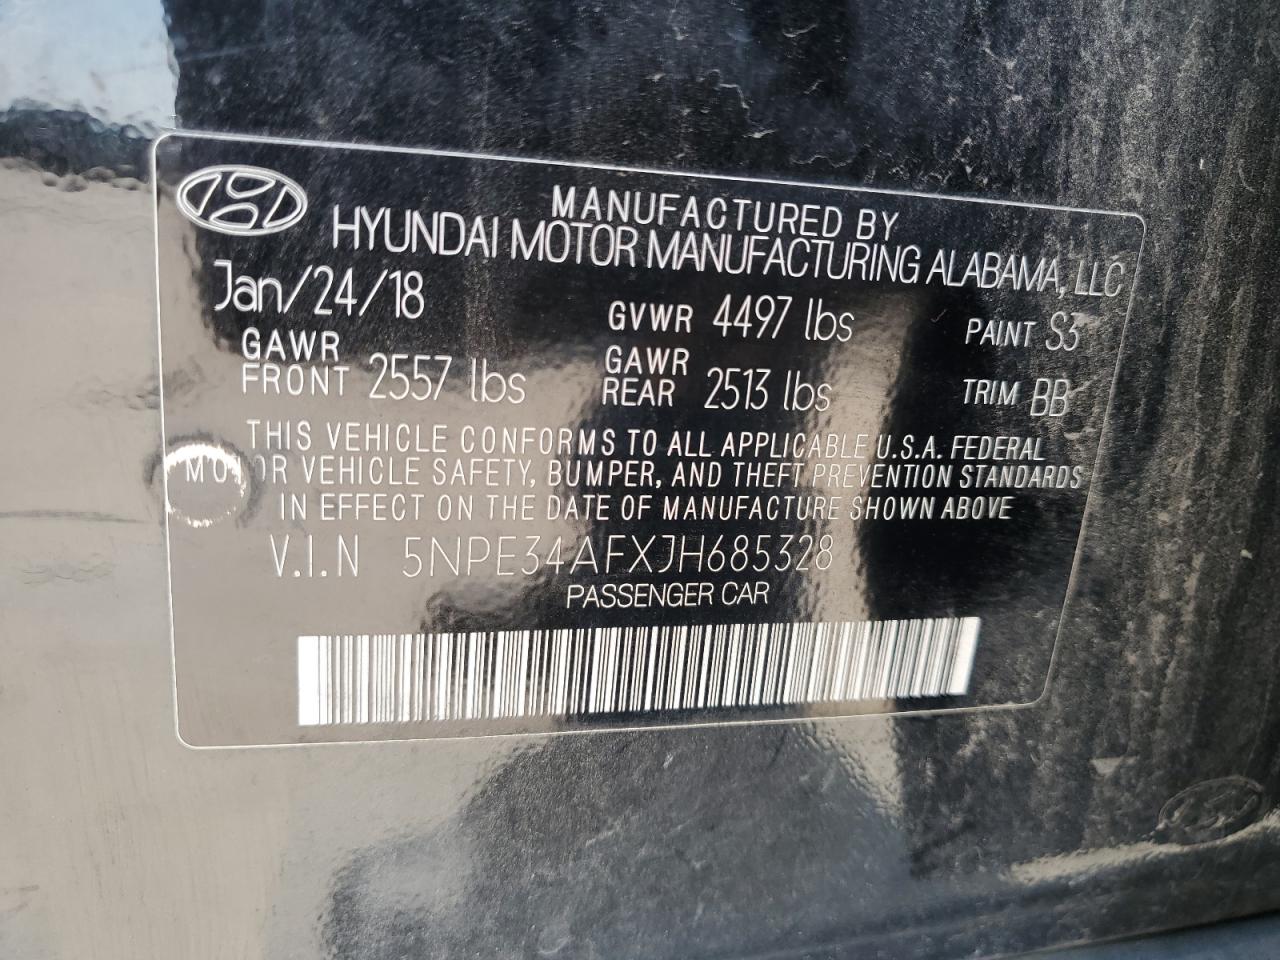 MANUFACTURED BY
HYUNDAI MOTOR MANUFACTURING ALABAMA, LLC
Jan/24/18 GVWR 4497 lbs PAINT S3
GAWR FRONT 2557 lbs GAWR REAR 2513 lbs TRIM BB
THIS VEHICLE CONFORMS TO ALL APPLICABLE U.S.A. FEDERAL
MOTOR VEHICLE SAFETY, BUMPER, AND THEFT PREVENTION STANDARDS
IN EFFECT ON THE DATE OF MANUFACTURE SHOWN ABOVE
V.I.N 5NPE34AFXJH685328
PASSENGER CAR